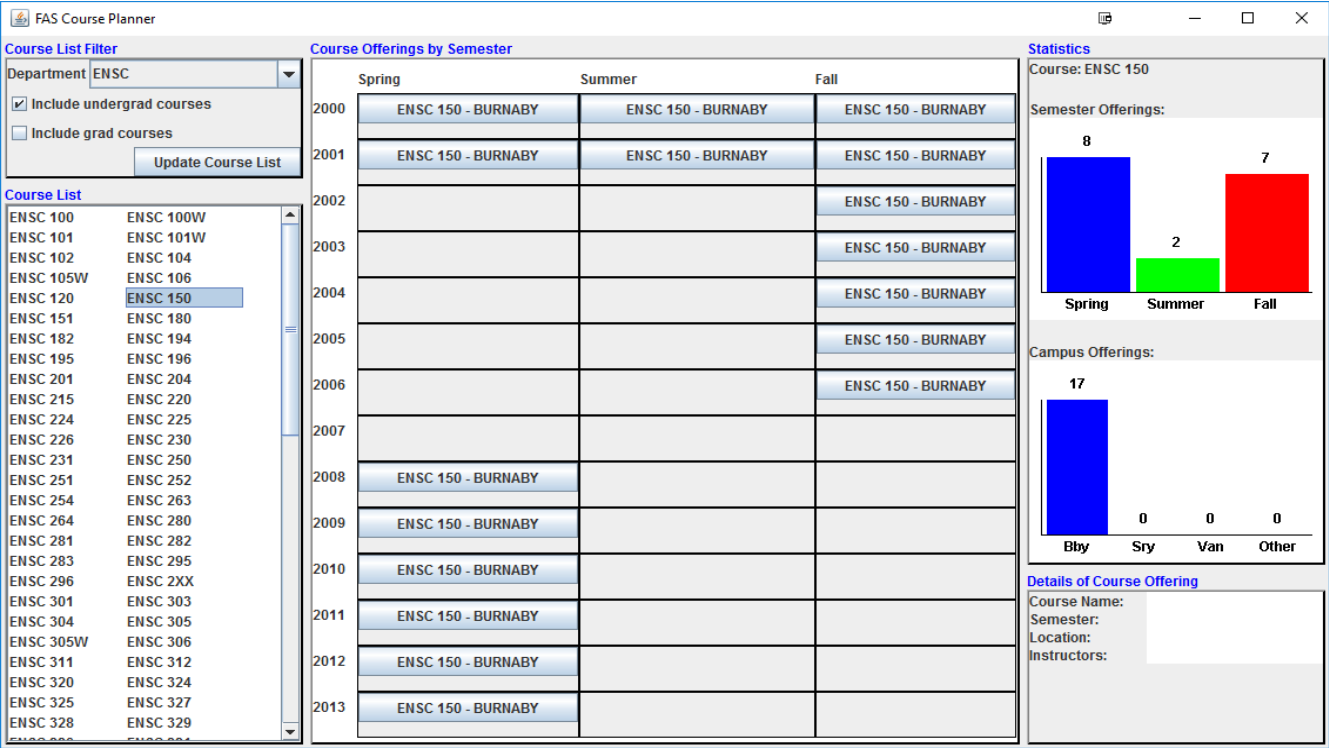 FAS Course Planner
Course List Filter
Department ENSC
Include undergrad courses
Include grad courses
Update Course List
Course List
ENSC 100 ENSC 100W
ENSC 101 ENSC 101W
ENSC 102 ENSC 104
ENSC 105W ENSC 106
ENSC 120 ENSC 150
ENSC 151 ENSC 180
ENSC 182 ENSC 194
ENSC 195 ENSC 196
ENSC 201 ENSC 204
ENSC 215 ENSC 220
ENSC 224 ENSC 225
ENSC 226 ENSC 230
ENSC 231 ENSC 250
ENSC 251 ENSC 252
ENSC 254 ENSC 263
ENSC 264 ENSC 280
ENSC 281 ENSC 282
ENSC 283 ENSC 295
ENSC 296 ENSC 2XX
ENSC 301 ENSC 303
ENSC 304 ENSC 305
ENSC 305W ENSC 306
ENSC 311 ENSC 312
ENSC 320 ENSC 324
ENSC 325 ENSC 327
ENSC 328 ENSC 329
Course Offerings by Semester
Spring Summer Fall
2000 ENSC 150 - BURNABY ENSC 150 - BURNABY ENSC 150 - BURNABY
2001 ENSC 150 - BURNABY ENSC 150 - BURNABY ENSC 150 - BURNABY
2002 ENSC 150 - BURNABY
2003 ENSC 150 - BURNABY
2004 ENSC 150 - BURNABY
2005 ENSC 150 - BURNABY
2006 ENSC 150 - BURNABY
2007
2008 ENSC 150 - BURNABY
2009 ENSC 150 - BURNABY
2010 ENSC 150 - BURNABY
2011 ENSC 150 - BURNABY
2012 ENSC 150 - BURNABY
2013 ENSC 150 - BURNABY
Statistics
Course: ENSC 150
Semester Offerings:
8 2 7
Spring Summer Fall
Campus Offerings:
17 0 0 0
Bby Sry Van Other
Details of Course Offering
Course Name:
Semester:
Location:
Instructors: